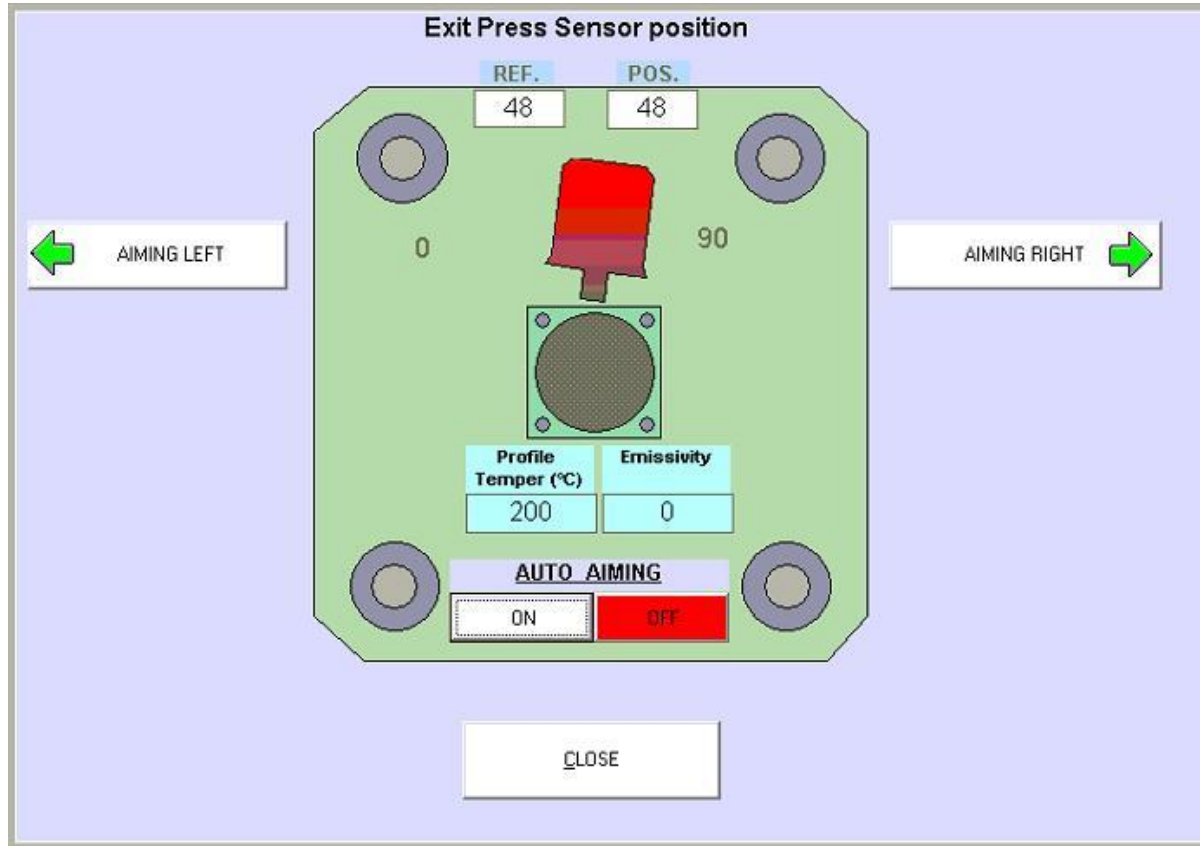 Exit Press Sensor position
REF. POS.
48 48
0 90
AIMING LEFT AIMING RIGHT
Profile Temper (ºC) Emissivity
200 0
AUTO AIMING
ON OFF
CLOSE